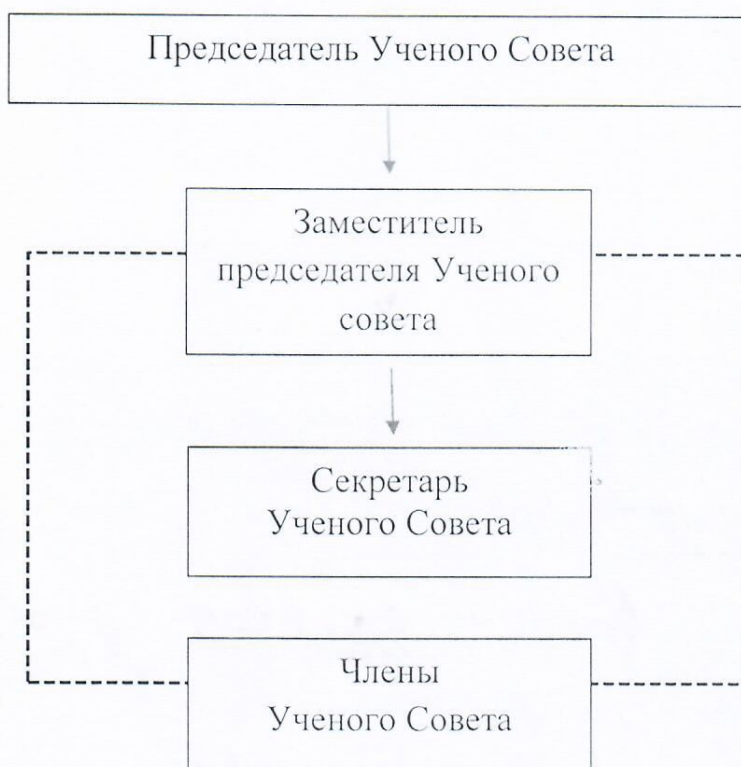 Председатель Ученого Совета
Заместитель
председателя Ученого
совета
Секретарь
Ученого Совета
Члены
Ученого Совета